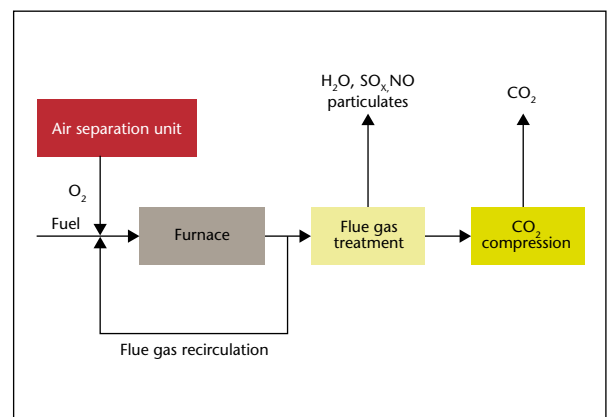 H₂O, SOₓ,NO
particulates
CO₂
Air separation unit
O₂
Fuel
Furnace
Flue gas
treatment
CO₂
compression
Flue gas recirculation